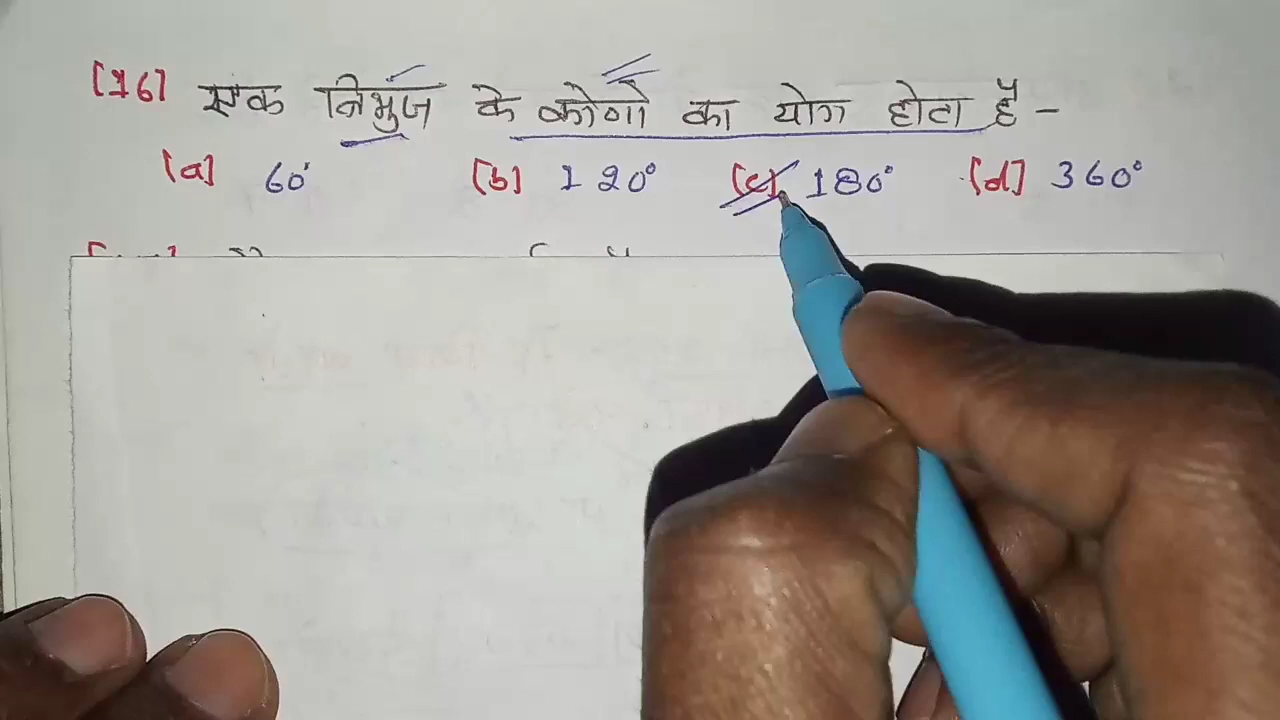 [16] एक त्रिभुज के कोणों का योग होता है -
[a] 60° [b] 120° [c] 180° [d] 360°